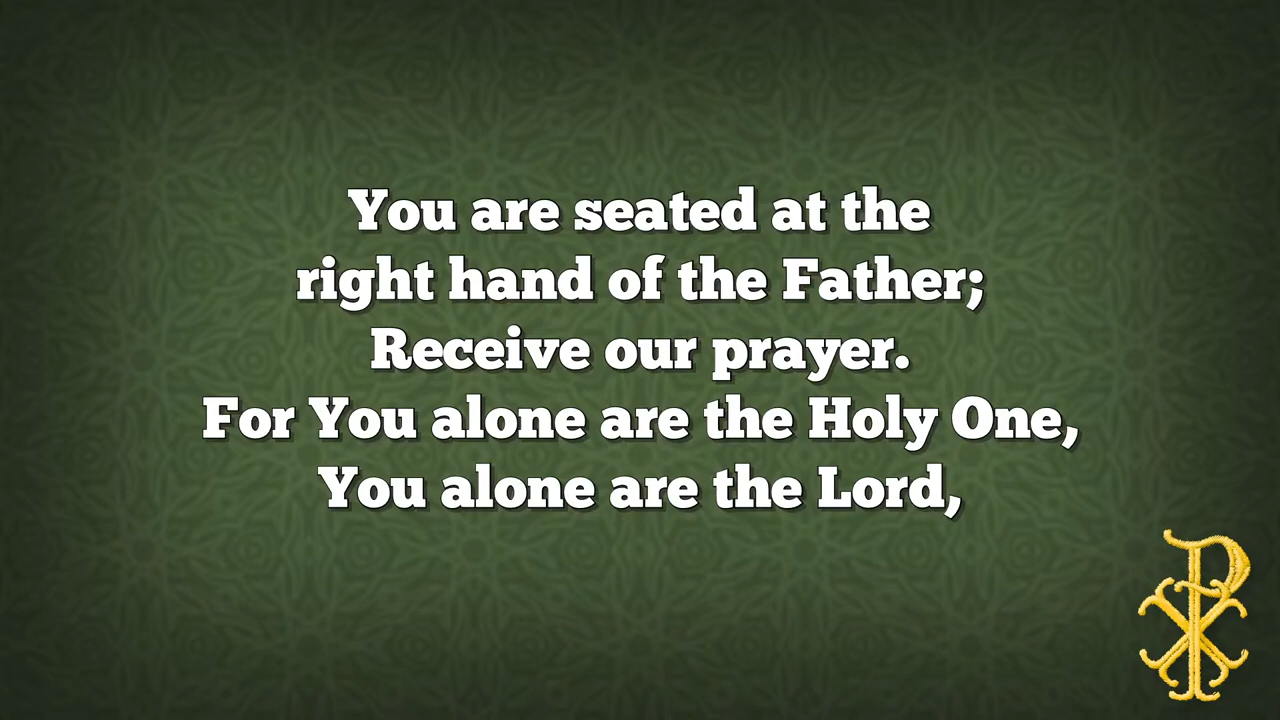 You are seated at the
right hand of the Father;
Receive our prayer.
For You alone are the Holy One,
You alone are the Lord,